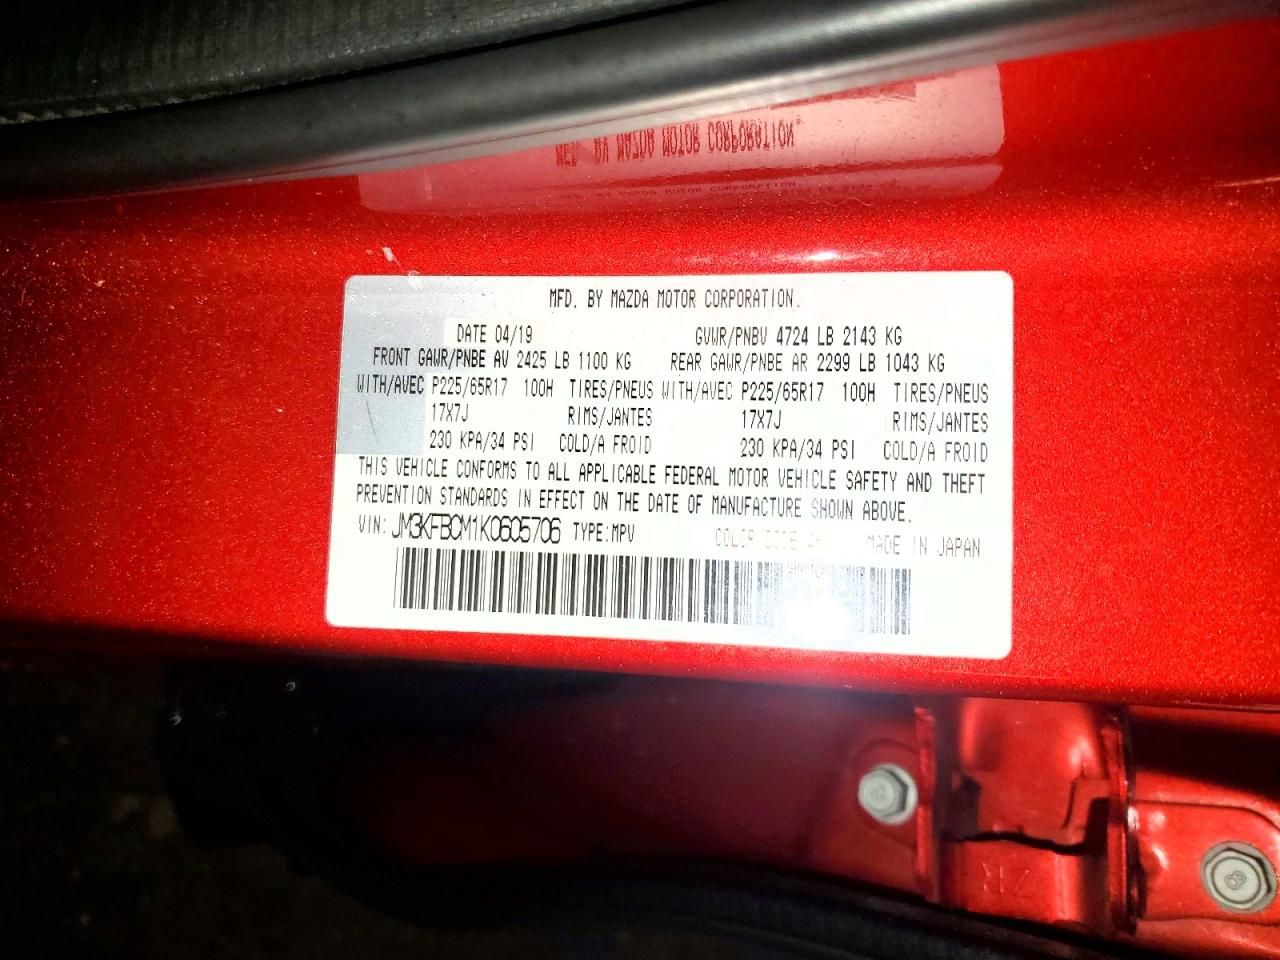 MFD. BY MAZDA MOTOR CORPORATION.
DATE 04/19 GVWR/PNBV 4724 LB 2143 KG
FRONT GAWR/PNBE AV 2425 LB 1100 KG REAR GAWR/PNBE AR 2299 LB 1043 KG
WITH/AVEC P225/65R17 100H TIRES/PNEUS WITH/AVEC P225/65R17 100H TIRES/PNEUS
17X7J RIMS/JANTES 17X7J RIMS/JANTES
230 KPA/34 PSI COLD/A FROID 230 KPA/34 PSI COLD/A FROID
THIS VEHICLE CONFORMS TO ALL APPLICABLE FEDERAL MOTOR VEHICLE SAFETY AND THEFT
PREVENTION STANDARDS IN EFFECT ON THE DATE OF MANUFACTURE SHOWN ABOVE.
VIN: JM3KFBCM1K0605706 TYPE:MPV COLOR CODE MADE IN JAPAN